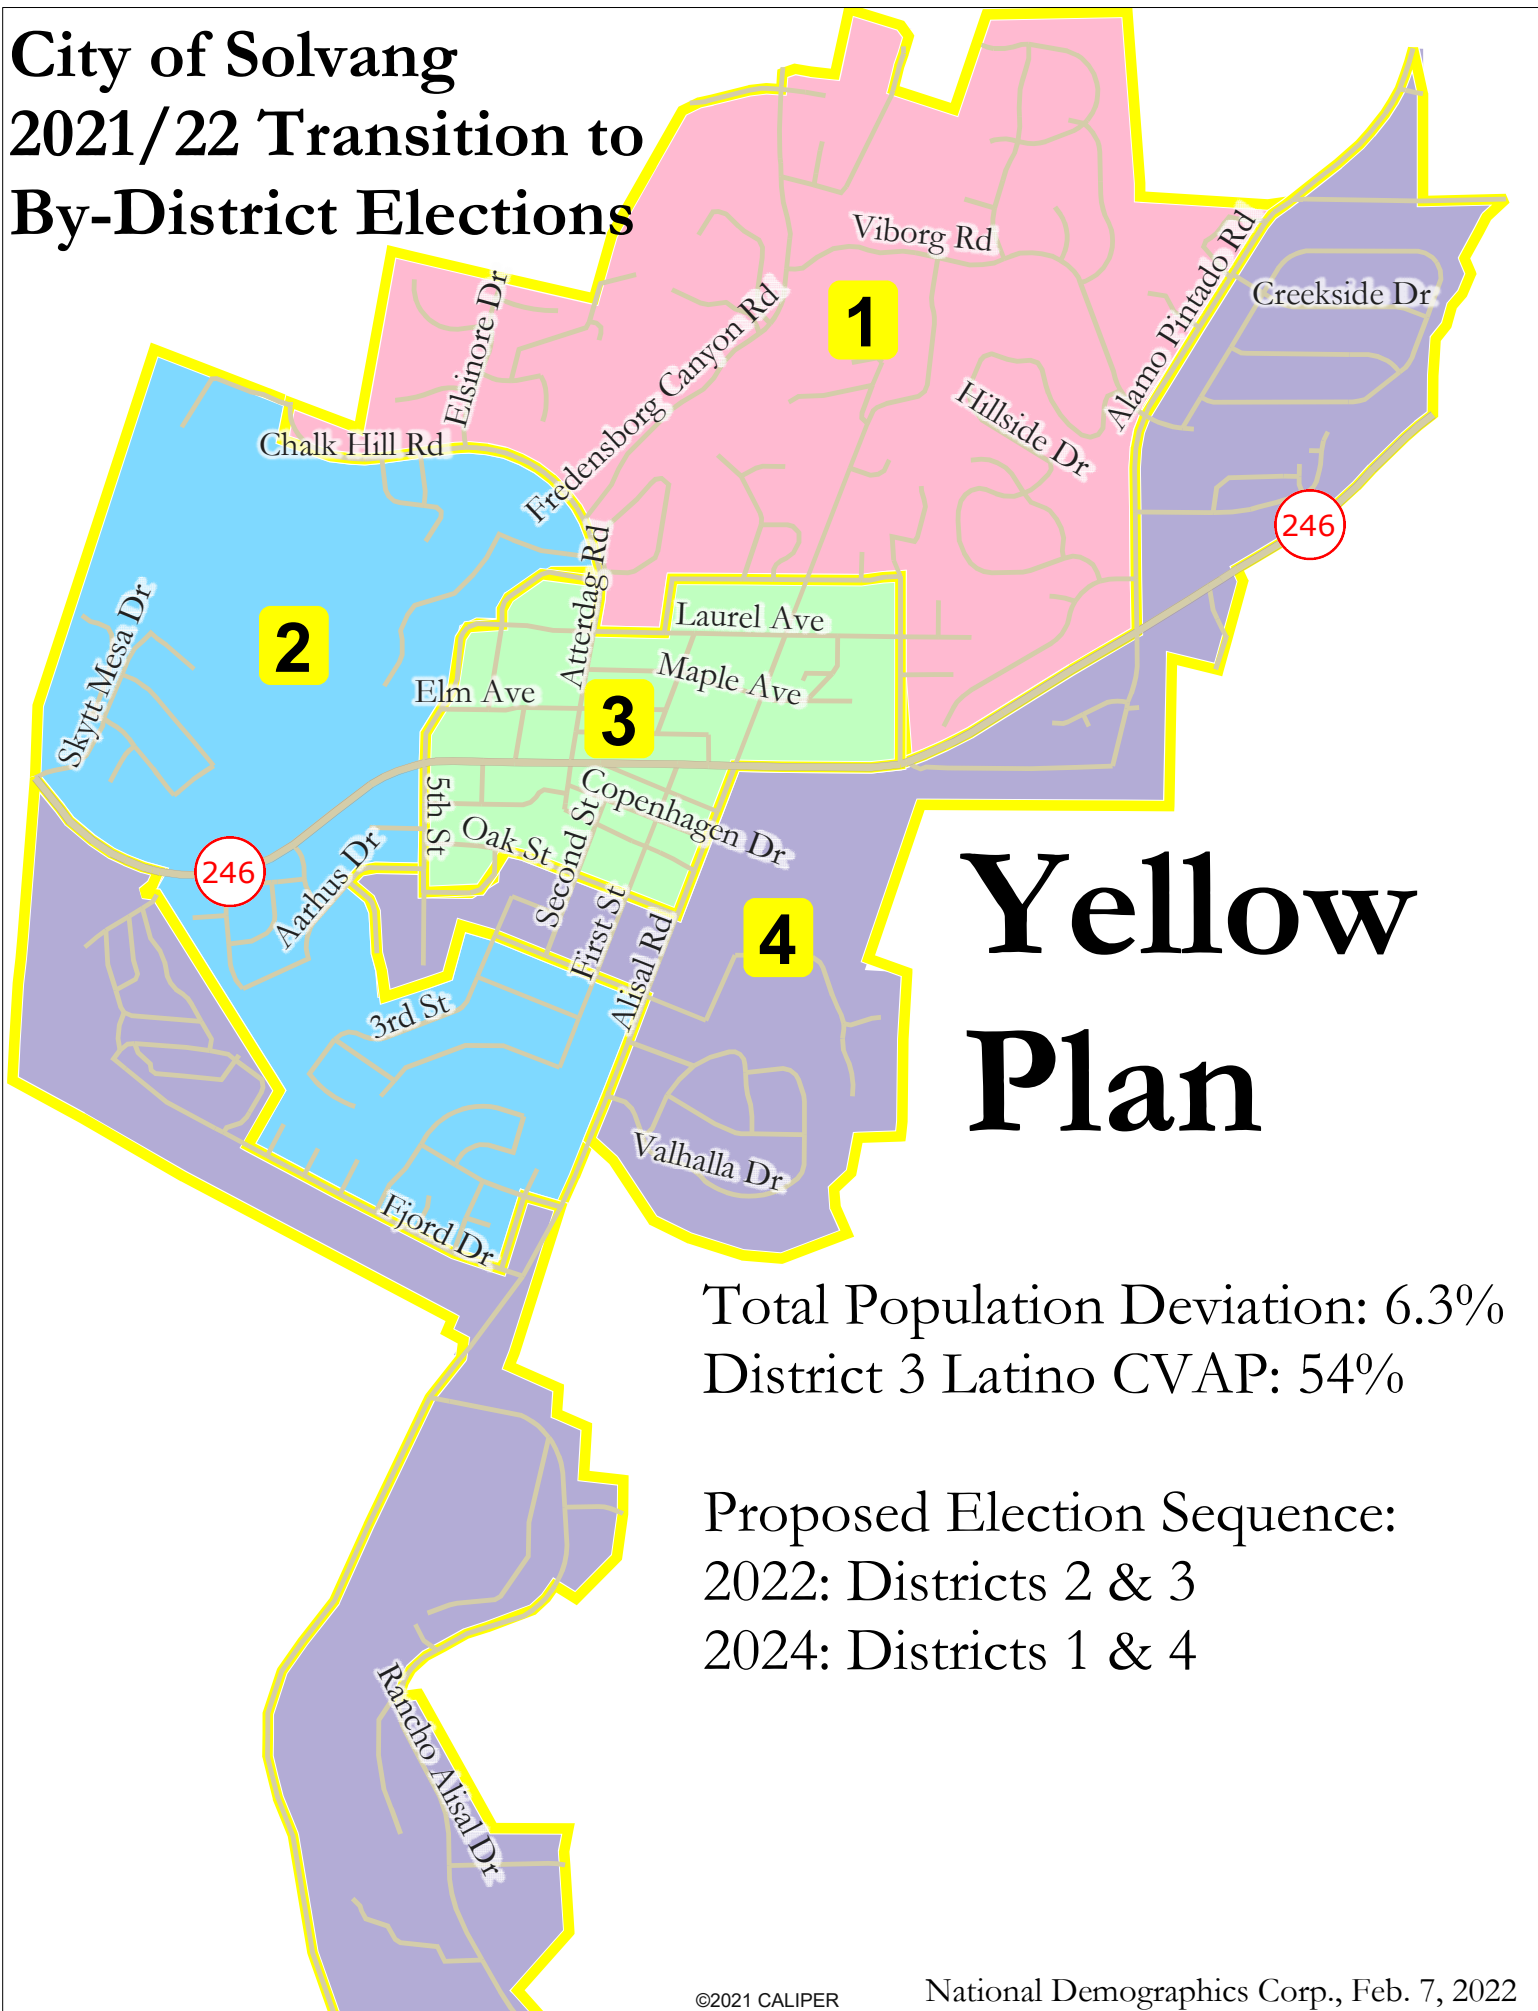 City of Solvang
2021/22 Transition to
By-District Elections
Viborg Rd
Creekside Dr
Alamo Pintado Rd
Elsinore Dr
1
Fredensborg Canyon Rd
Hillside Dr
Chalk Hill Rd
246
Atterdag Rd
Skytt Mesa Dr
2
Laurel Ave
Maple Ave
Elm Ave
3
5th St
Copenhagen Dr
Oak St
Second St
246
Aarhus Dr
First St
Alisal Rd
4
3rd St
Valhalla Dr
Fjord Dr
Yellow
Plan
Total Population Deviation: 6.3%
District 3 Latino CVAP: 54%
Proposed Election Sequence:
2022: Districts 2 & 3
2024: Districts 1 & 4
Rancho Alisal Dr
©2021 CALIPER
National Demographics Corp., Feb. 7, 2022